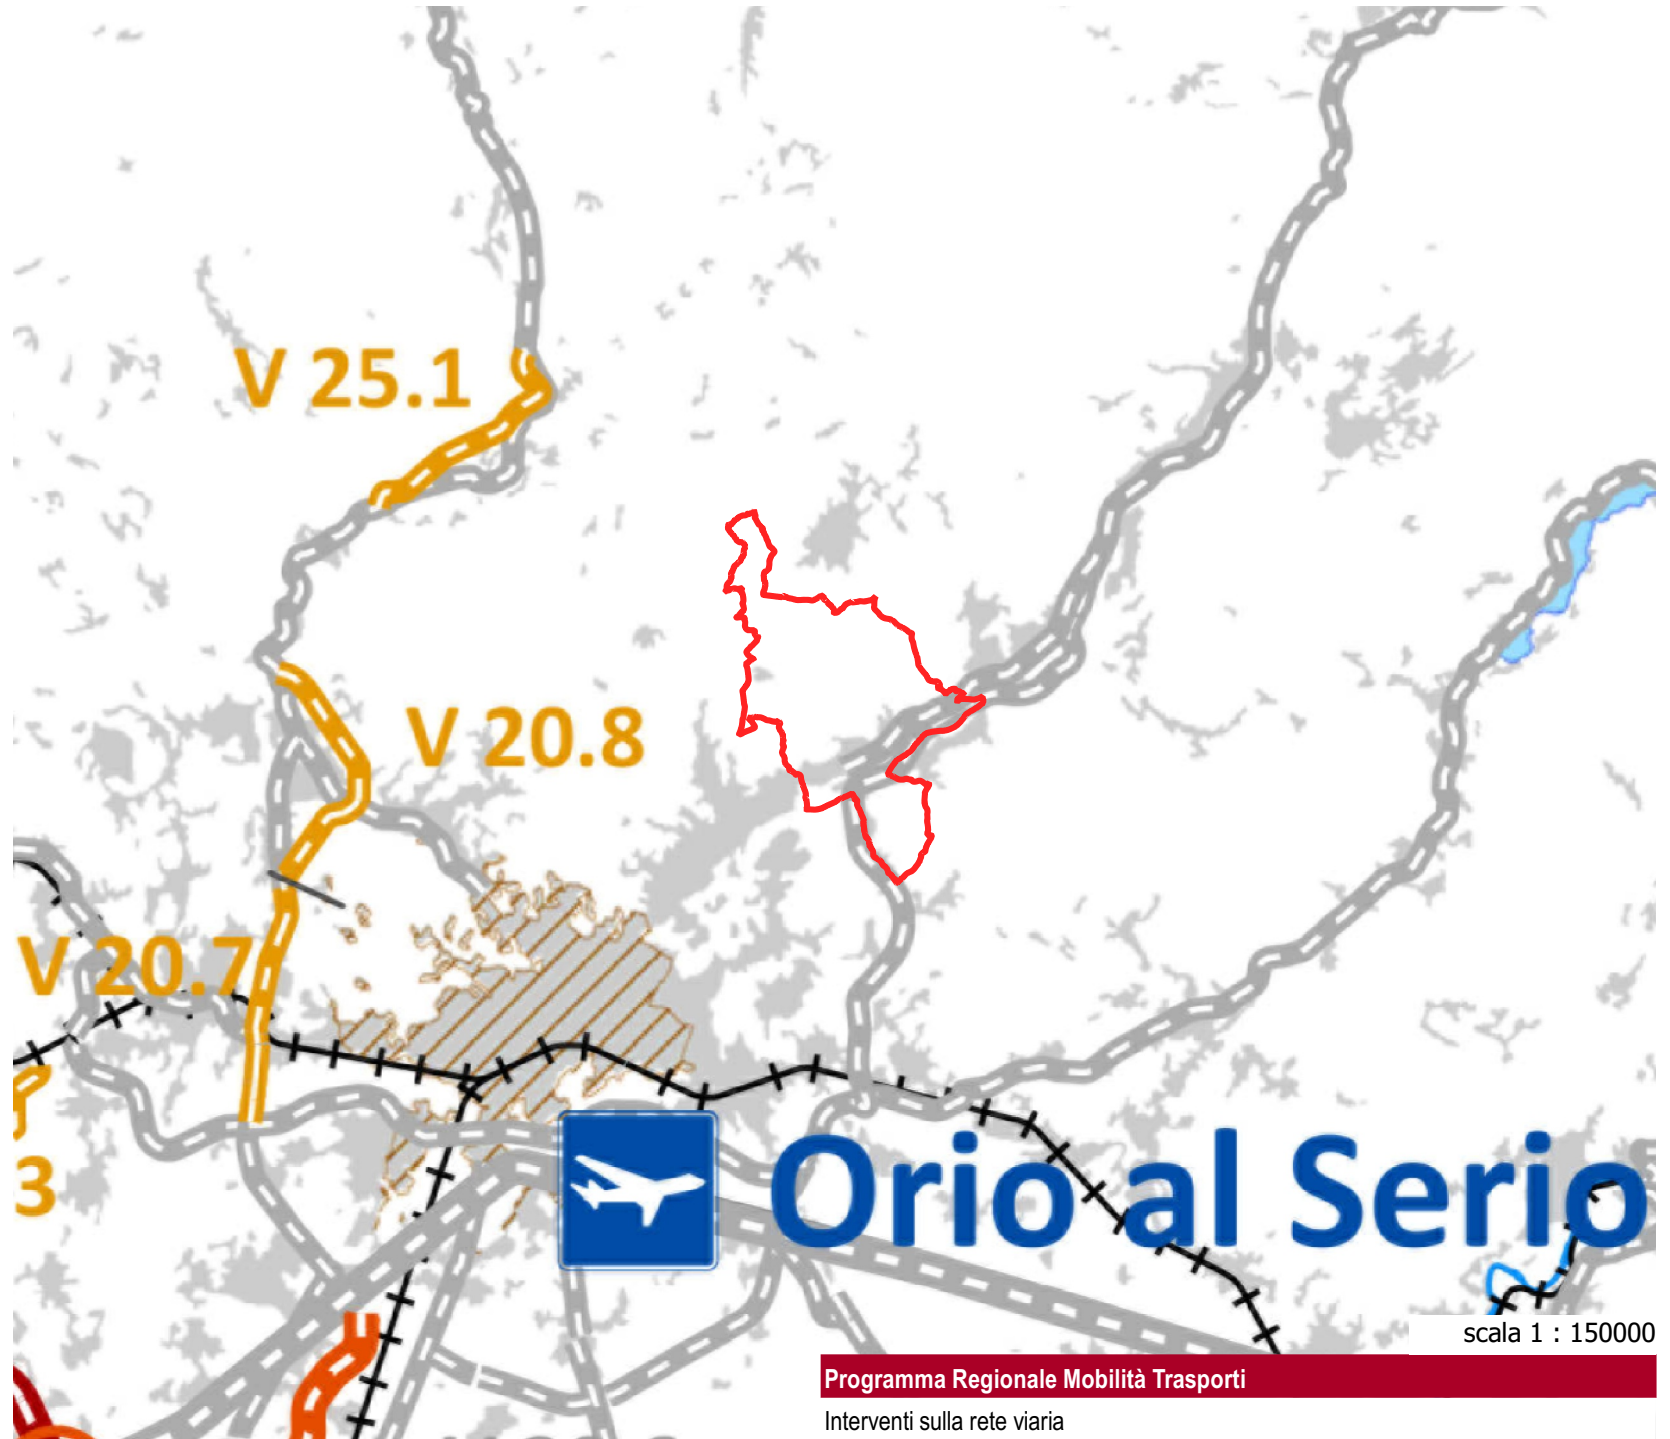 V 25.1
V 20.8
V 20.7
3
Orio al Serio
scala 1 : 150000
Programma Regionale Mobilità Trasporti
Interventi sulla rete viaria